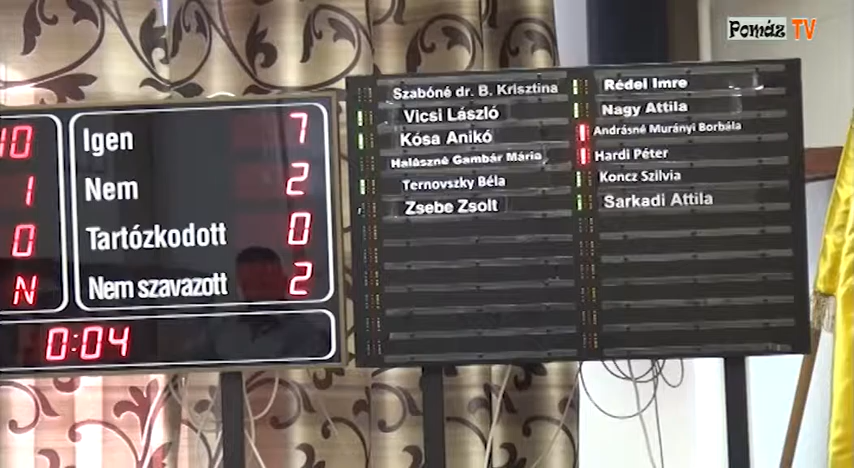 Pomáz TV
10
1
0
N
Igen 7
Nem 2
Tartózkodott 0
Nem szavazott 2
0:04
Szabóné dr. B. Krisztina
Vicsi László
Kósa Anikó
Halászné Gambár Mária
Ternovszky Béla
Zsebe Zsolt
Rédei Imre
Nagy Attila
Andrásné Murányi Borbála
Hardi Péter
Koncz Szilvia
Sarkadi Attila